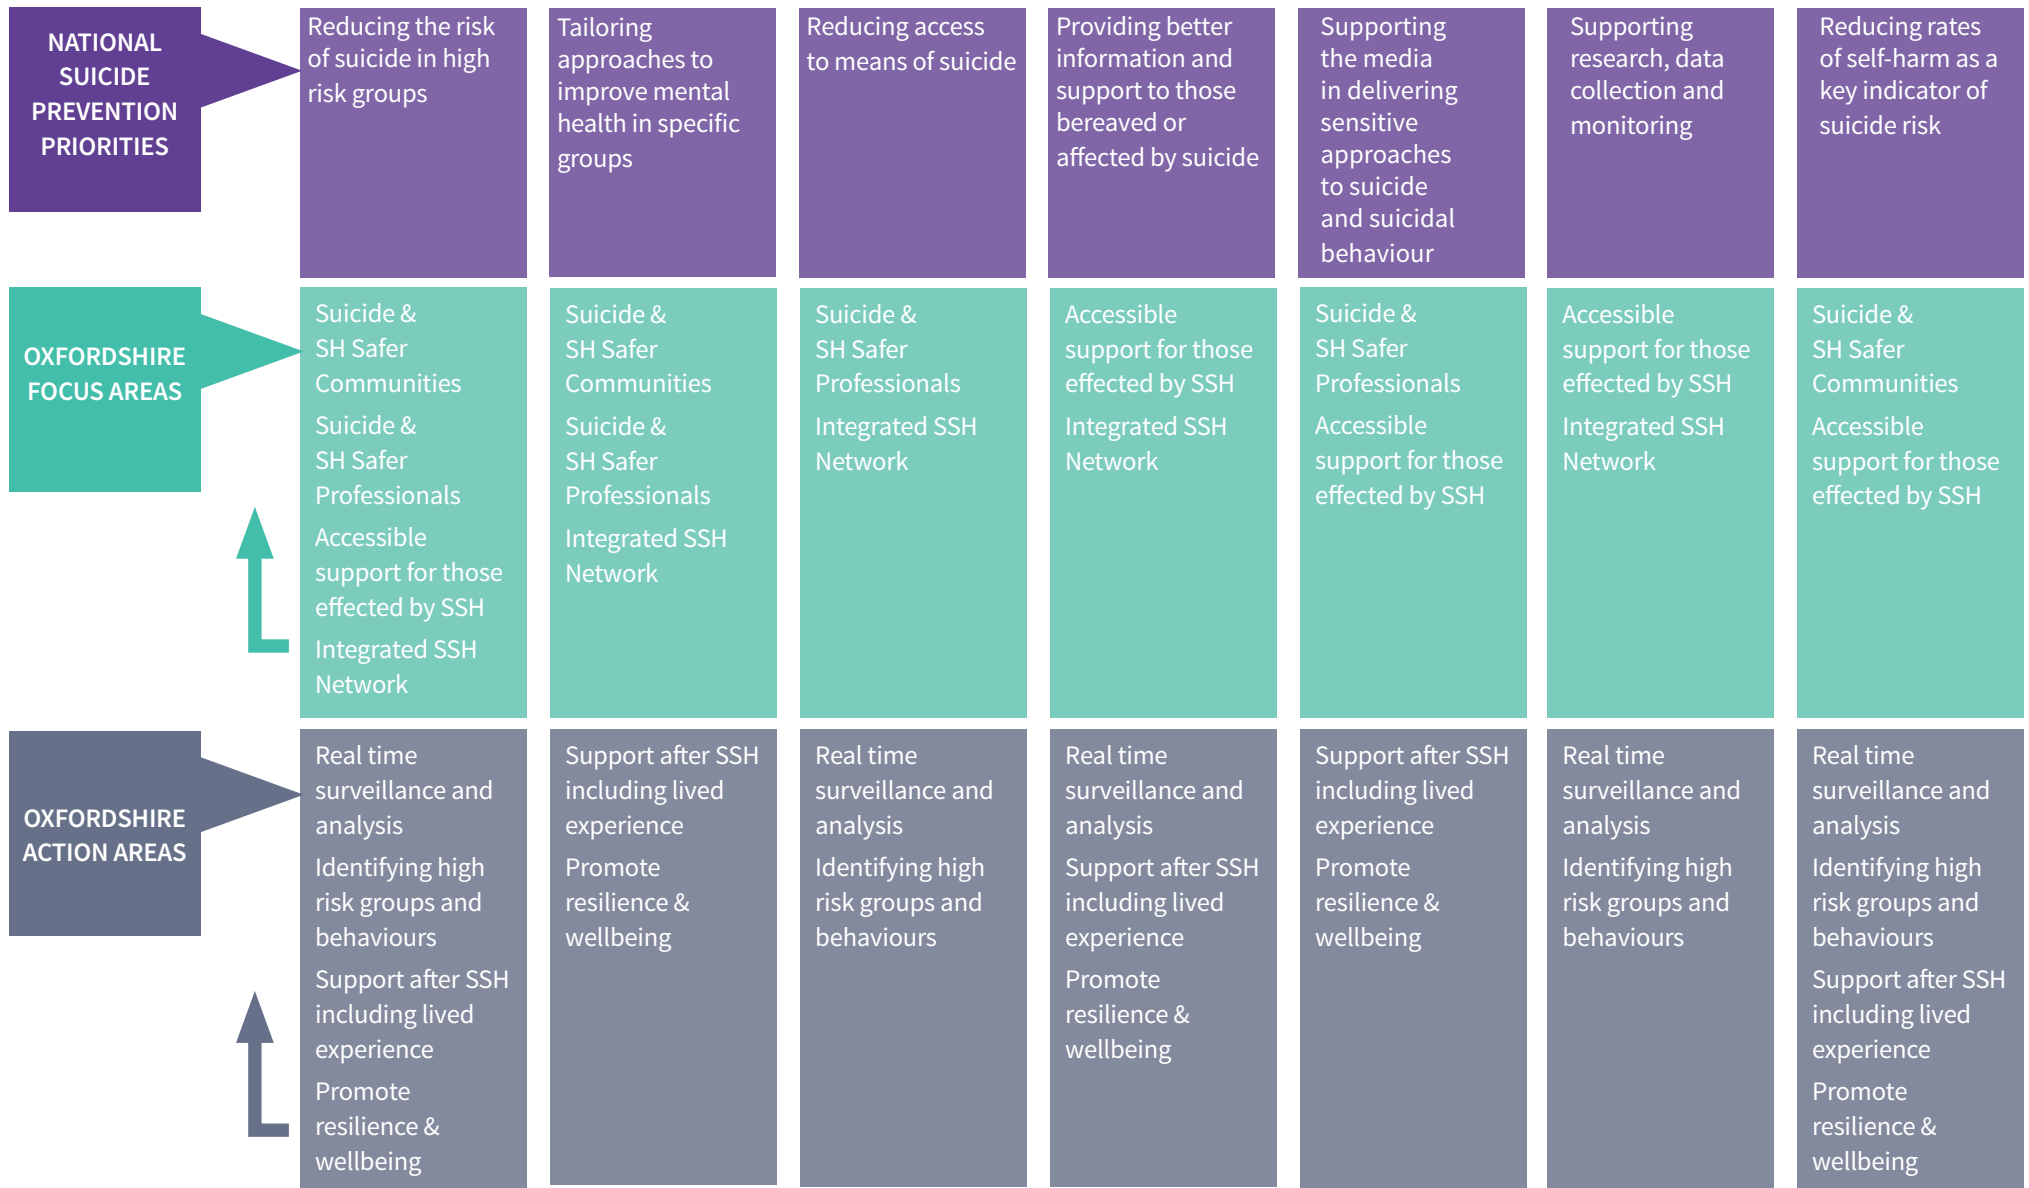 NATIONAL
SUICIDE
PREVENTION
PRIORITIES
Reducing the risk
of suicide in high
risk groups
Tailoring
approaches to
improve mental
health in specific
groups
Reducing access
to means of suicide
Providing better
information and
support to those
bereaved or
affected by suicide
Supporting
the media
in delivering
sensitive
approaches
to suicide
and suicidal
behaviour
Supporting
research, data
collection and
monitoring
Reducing rates
of self-harm as a
key indicator of
suicide risk
OXFORDSHIRE
FOCUS AREAS
Suicide &
SH Safer
Communities
Suicide &
SH Safer
Professionals
Accessible
support for those
effected by SSH
Integrated SSH
Network
Suicide &
SH Safer
Communities
Suicide &
SH Safer
Professionals
Integrated SSH
Network
Suicide &
SH Safer
Professionals
Integrated SSH
Network
Accessible
support for those
effected by SSH
Integrated SSH
Network
Suicide &
SH Safer
Professionals
Accessible
support for those
effected by SSH
Accessible
support for those
effected by SSH
Integrated SSH
Network
Suicide &
SH Safer
Communities
Accessible
support for those
effected by SSH
OXFORDSHIRE
ACTION AREAS
Real time
surveillance and
analysis
Identifying high
risk groups and
behaviours
Support after SSH
including lived
experience
Promote
resilience &
wellbeing
Support after SSH
including lived
experience
Promote
resilience &
wellbeing
Real time
surveillance and
analysis
Identifying high
risk groups and
behaviours
Real time
surveillance and
analysis
Support after SSH
including lived
experience
Promote
resilience &
wellbeing
Support after SSH
including lived
experience
Promote
resilience &
wellbeing
Real time
surveillance and
analysis
Identifying high
risk groups and
behaviours
Real time
surveillance and
analysis
Identifying high
risk groups and
behaviours
Support after SSH
including lived
experience
Promote
resilience &
wellbeing